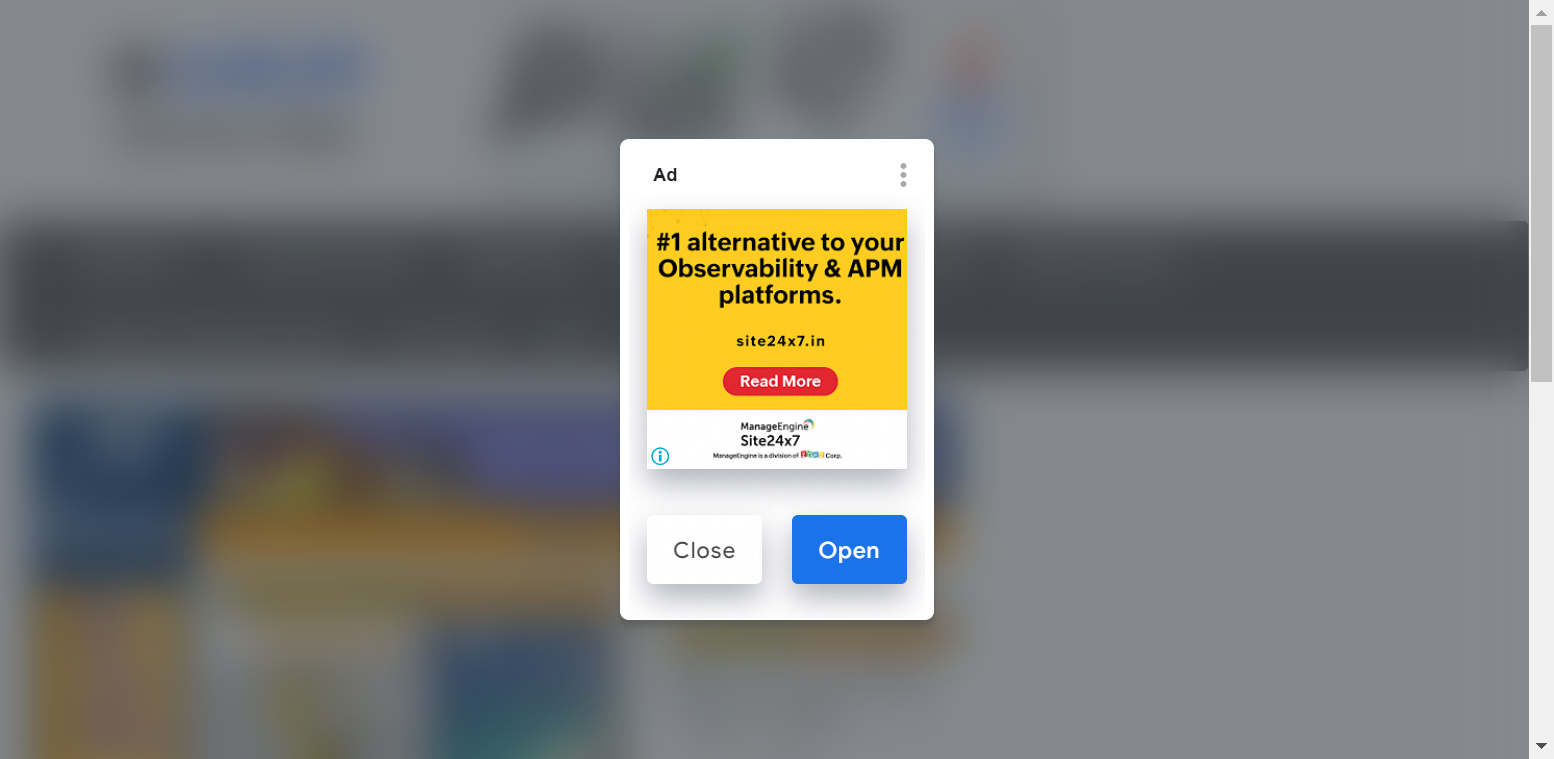 Ad
#1 alternative to your
Observability & APM
platforms.
site24x7.in
Read More
ManageEngine
Site24x7
ManageEngine is a division of ZOHO Corp.
Close
Open